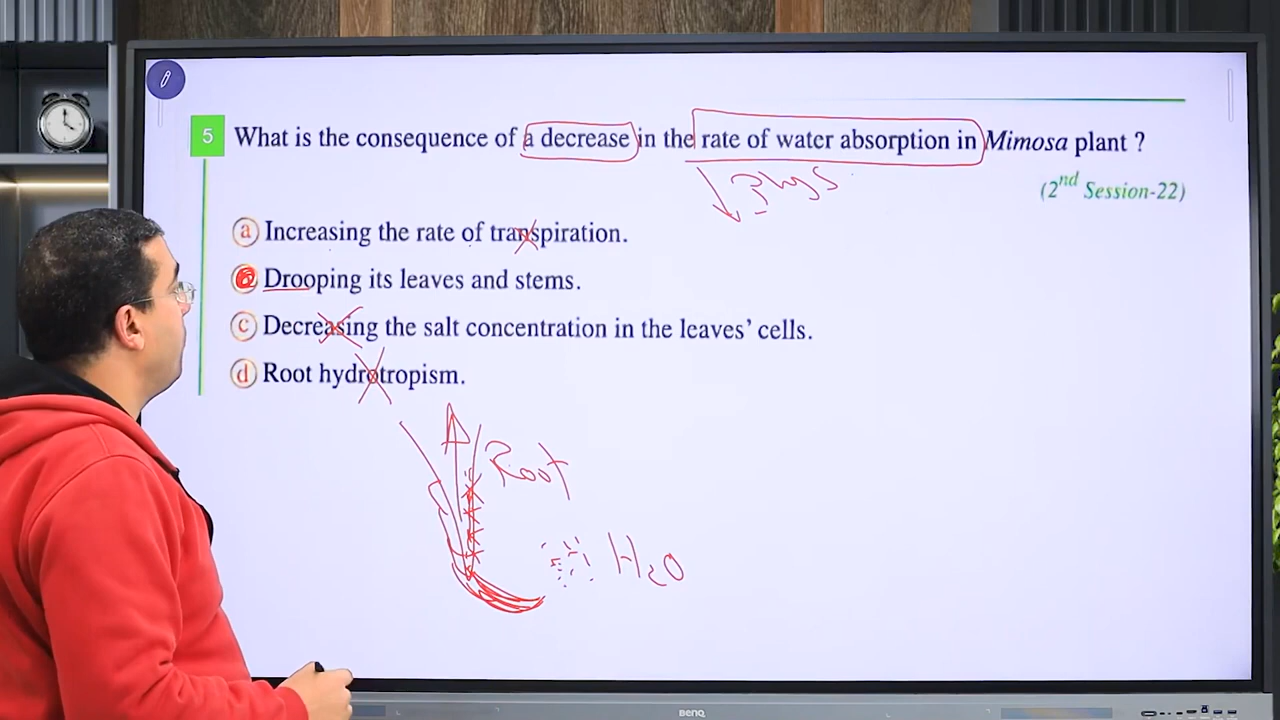 5 What is the consequence of a decrease in the rate of water absorption in Mimosa plant ?
Phys
(2nd Session-22)
a Increasing the rate of transpiration.
Drooping its leaves and stems.
c Decreasing the salt concentration in the leaves' cells.
d Root hydrotropism.
Root
H2O
BENQ